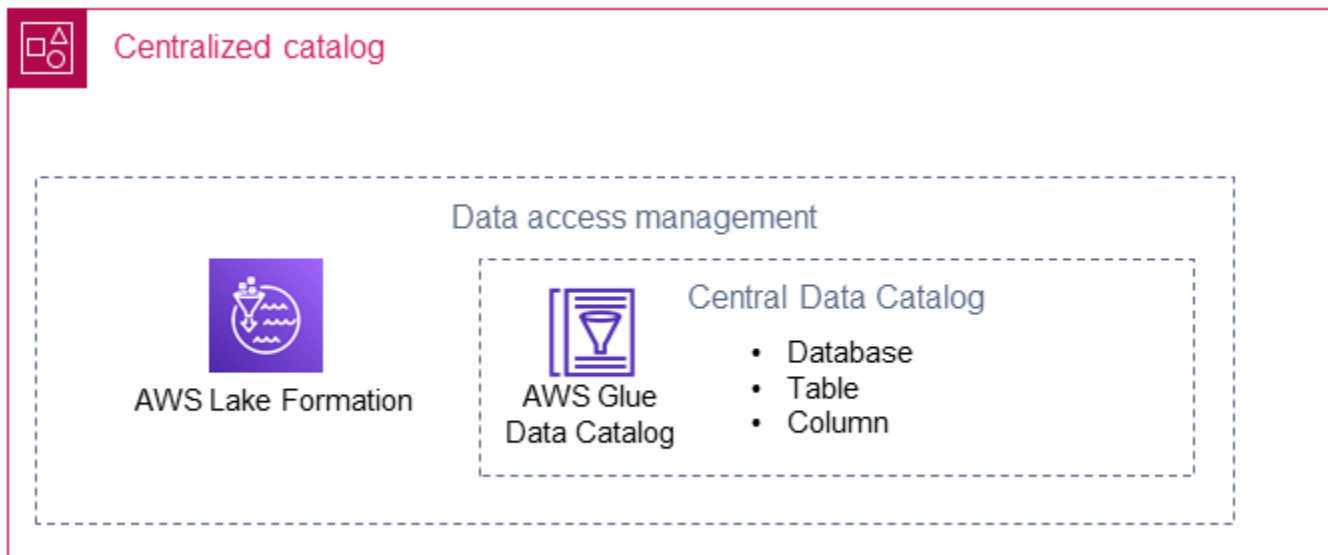 Centralized catalog
Data access management
AWS Lake Formation
AWS Glue
Data Catalog
Central Data Catalog
• Database
• Table
• Column